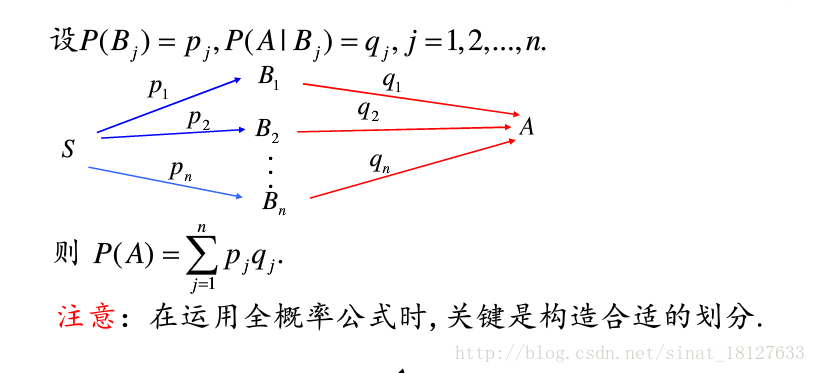 设P(B_j) = p_j, P(A|B_j) = q_j, j = 1,2,...,n.
p_1 B_1 q_1
p_2 B_2 q_2
S A
p_n ⋮ q_n
B_n
则 P(A) = \sum_{j=1}^{n} p_j q_j.
注意：在运用全概率公式时,关键是构造合适的划分.
http://blog.csdn.net/sinat_18127633